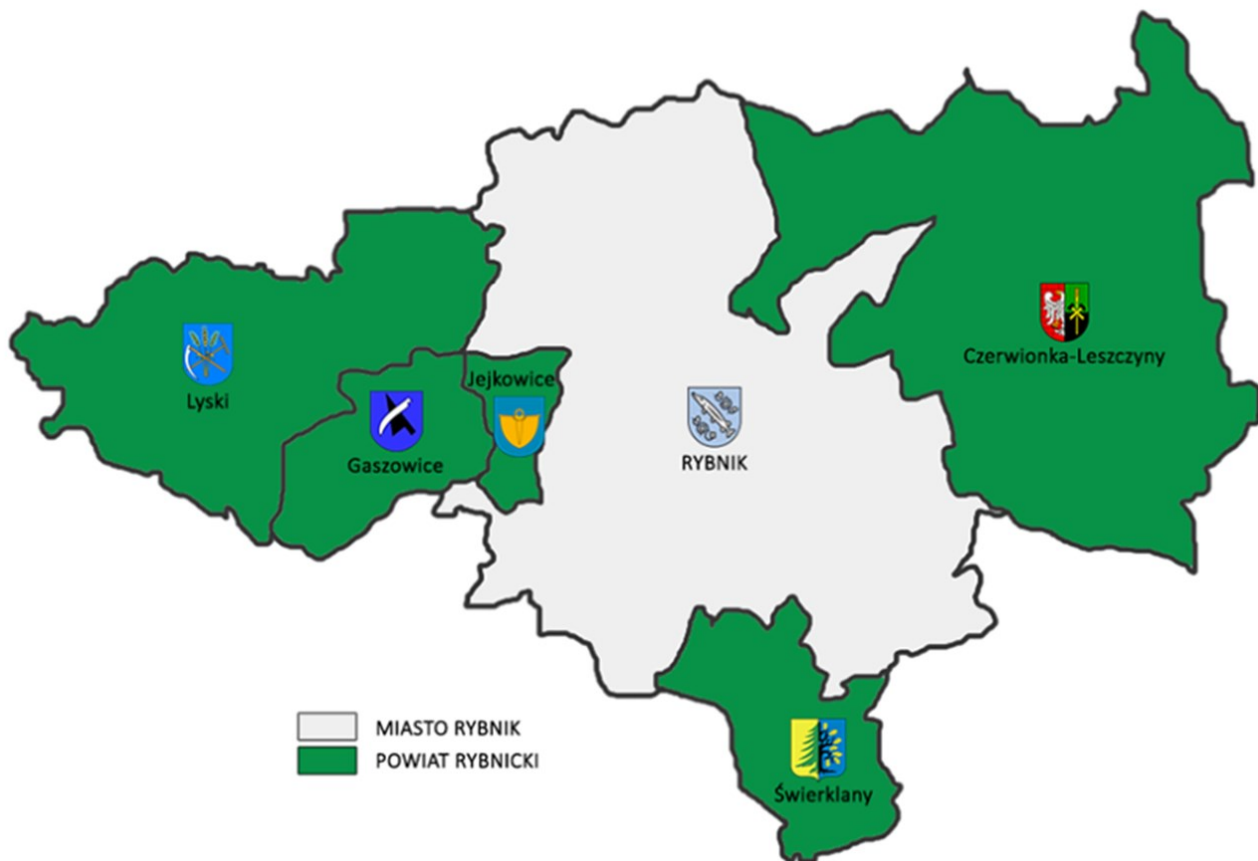 Jejkowice
Czerwionka-Leszczyny
Lyski
Gaszowice
RYBNIK
MIASTO RYBNIK
POWIAT RYBNICKI
Świerklany